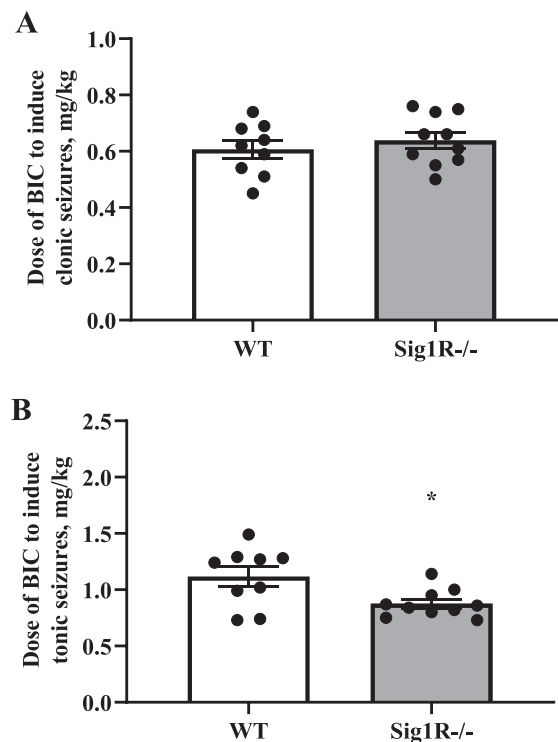 A
Dose of BIC to induce
clonic seizures, mg/kg
1.0
0.8
0.6
0.4
0.2
0.0
WT
Sig1R-/-
B
Dose of BIC to induce
tonic seizures, mg/kg
2.5
2.0
1.5
1.0
0.5
0.0
*
WT
Sig1R-/-